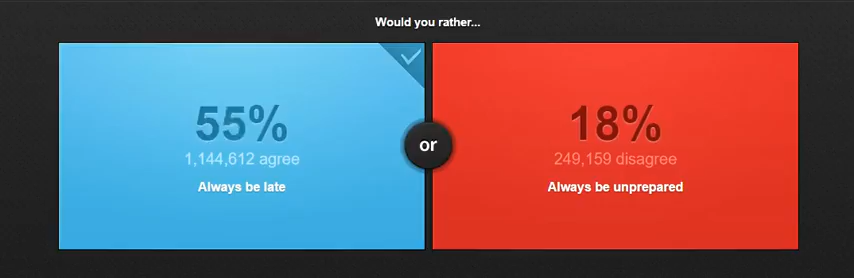 Would you rather...
55%
1,144,612 agree
Always be late
or
18%
249,159 disagree
Always be unprepared